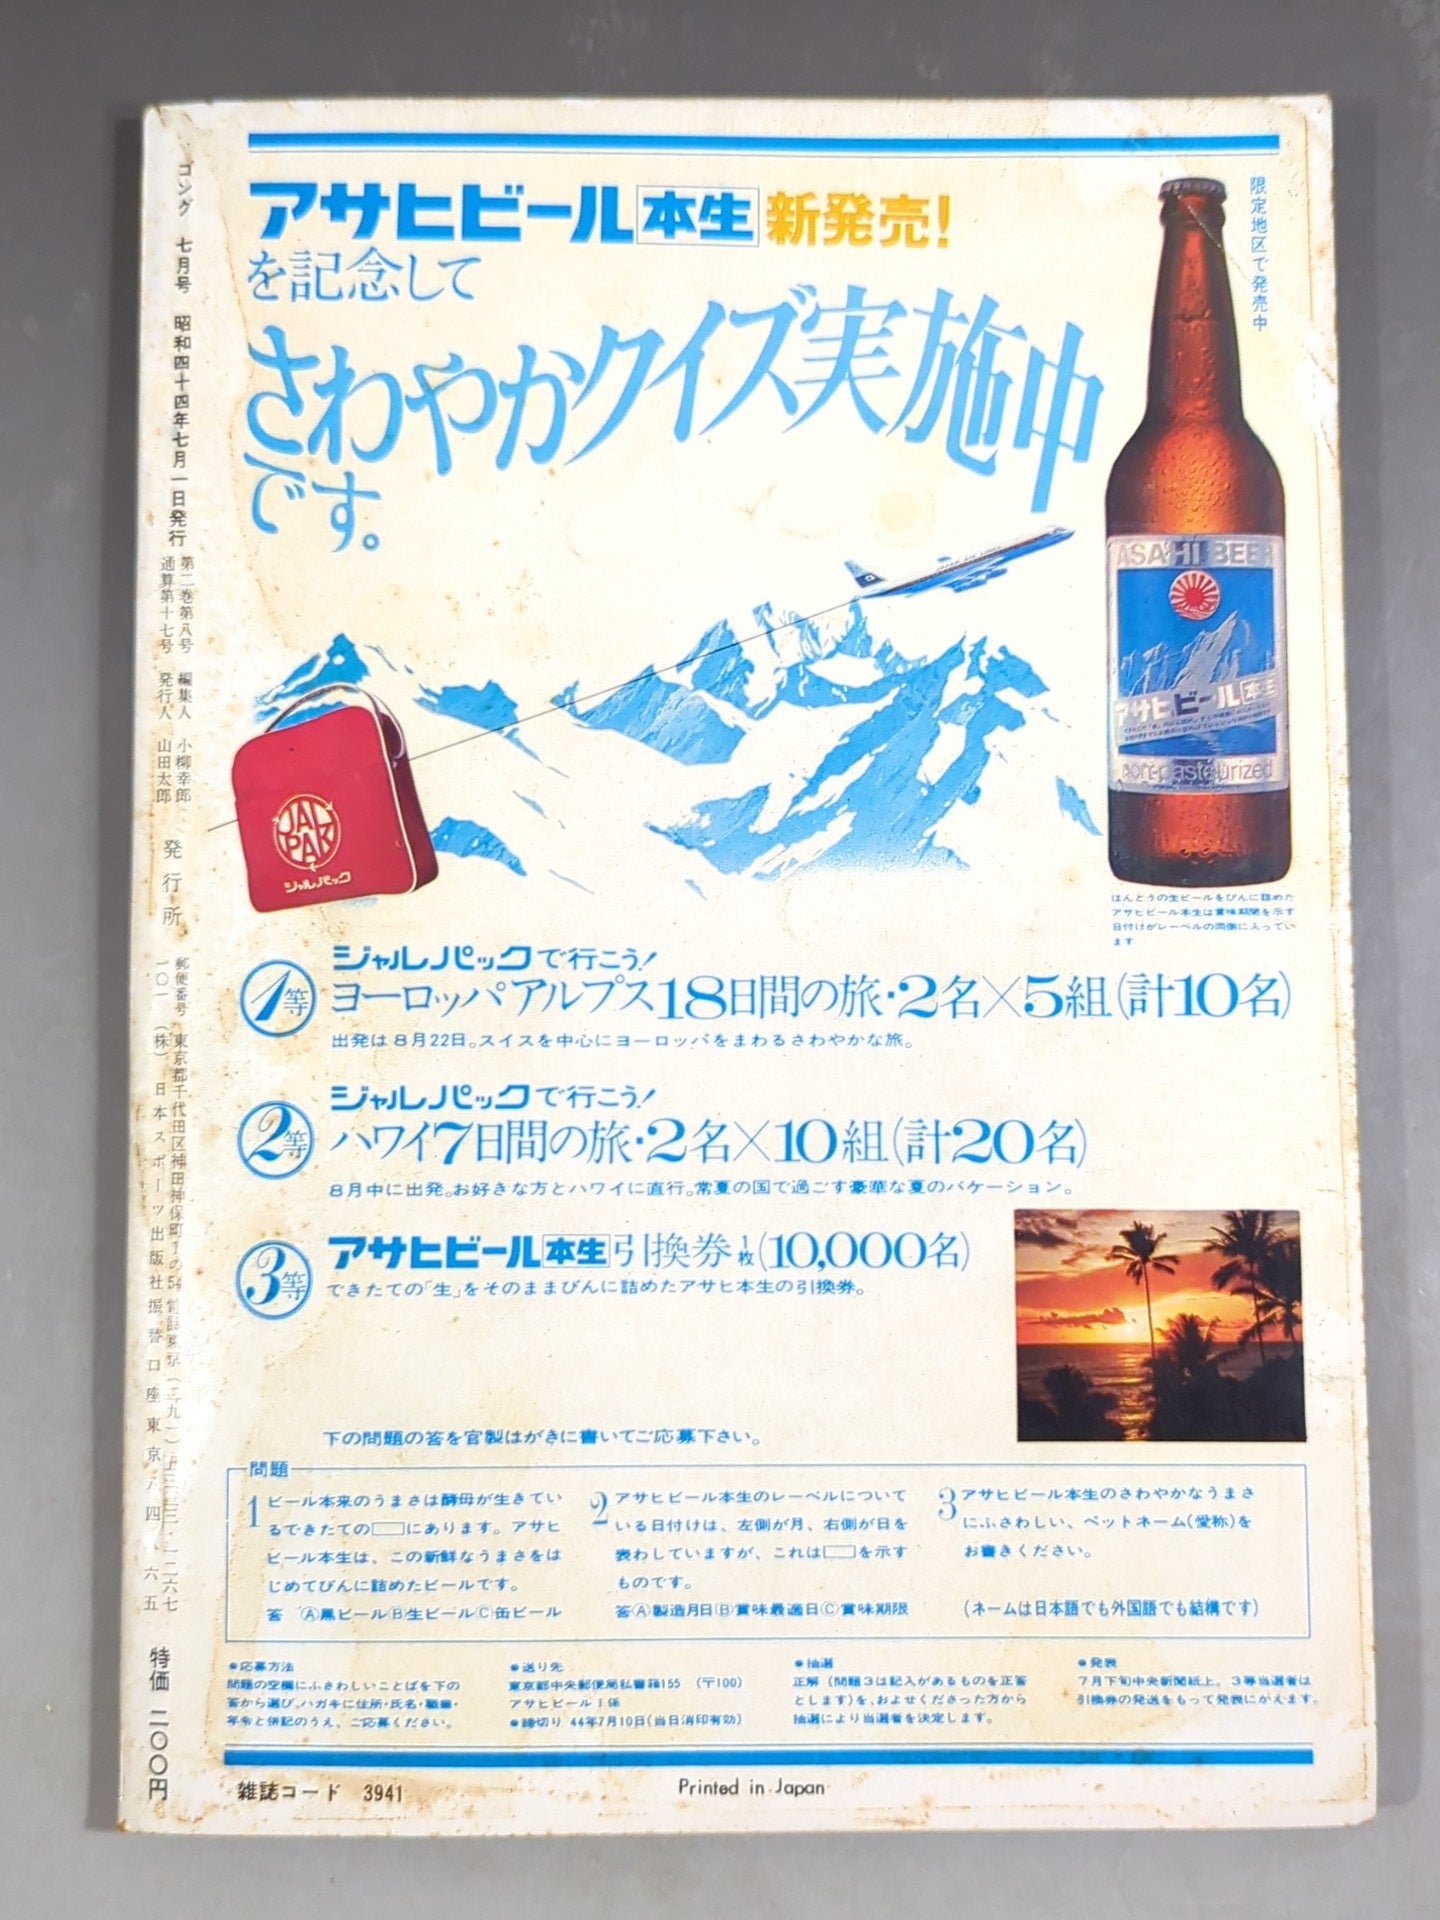 アサヒビール本生 新発売!
を記念して
さわやかクイズ実施中
です。
限定地区で発売中
ASAHI BEER
アサヒビール本生
non-pasteurized
JAL
PAK
ジャルパック
ほんとうの生ビールをびんに詰めた
アサヒビール本生は賞味期間を示す
日付けがレーベルの両側に入ってい
ます
1等
ジャルパックで行こう!
ヨーロッパアルプス18日間の旅・2名×5組(計10名)
出発は8月22日。スイスを中心にヨーロッパをまわるさわやかな旅。
2等
ジャルパックで行こう!
ハワイ7日間の旅・2名×10組(計20名)
8月中に出発。お好きな方とハワイに直行。常夏の国で過ごす豪華な夏のバケーション。
3等
アサヒビール本生引換券1枚(10,000名)
できたての「生」をそのままびんに詰めたアサヒ本生の引換券。
下の問題の答を官製はがきに書いてご応募下さい。
問題
1 ビール本来のうまさは酵母が生きてい
るできたての□にあります。アサヒ
ビール本生は、この新鮮なうまさをは
じめてびんに詰めたビールです。
答 Ⓐ黒ビールⒷ生ビールⒸ缶ビール
2 アサヒビール本生のレーベルについて
いる日付けは、左側が月、右側が日を
表わしていますが、これは□を示す
ものです。
答Ⓐ製造月日Ⓑ賞味最適日Ⓒ賞味期限
3 アサヒビール本生のさわやかなうまさ
にふさわしい、ペットネーム(愛称)を
お書きください。
(ネームは日本語でも外国語でも結構です)
●応募方法
問題の空欄にふさわしいことばを下の
答から選び、ハガキに住所・氏名・職業・
年令と併記のうえ、ご応募ください。
●送り先
東京都中央郵便局私書箱155 (〒100)
アサヒビールI係
●締切り 44年7月10日(当日消印有効)
●抽選
正解(問題3は記入があるものを正答
とします)を、およせくださった方から
抽選により当選者を決定します。
●発表
7月下旬中央新聞紙上。3等当選者は
引換券の発送をもって発表にかえます。
雑誌コード 3941
Printed in Japan
ゴング 七月号 昭和四十四年七月一日発行
第二巻第八号
通算第十七号
編集人 小柳幸郎
発行人 山田太郎
発行所
郵便番号 東京都千代田区神田神保町1の54
一〇一 (株) 日本スポーツ出版社 振替口座東京
特価 二〇〇円